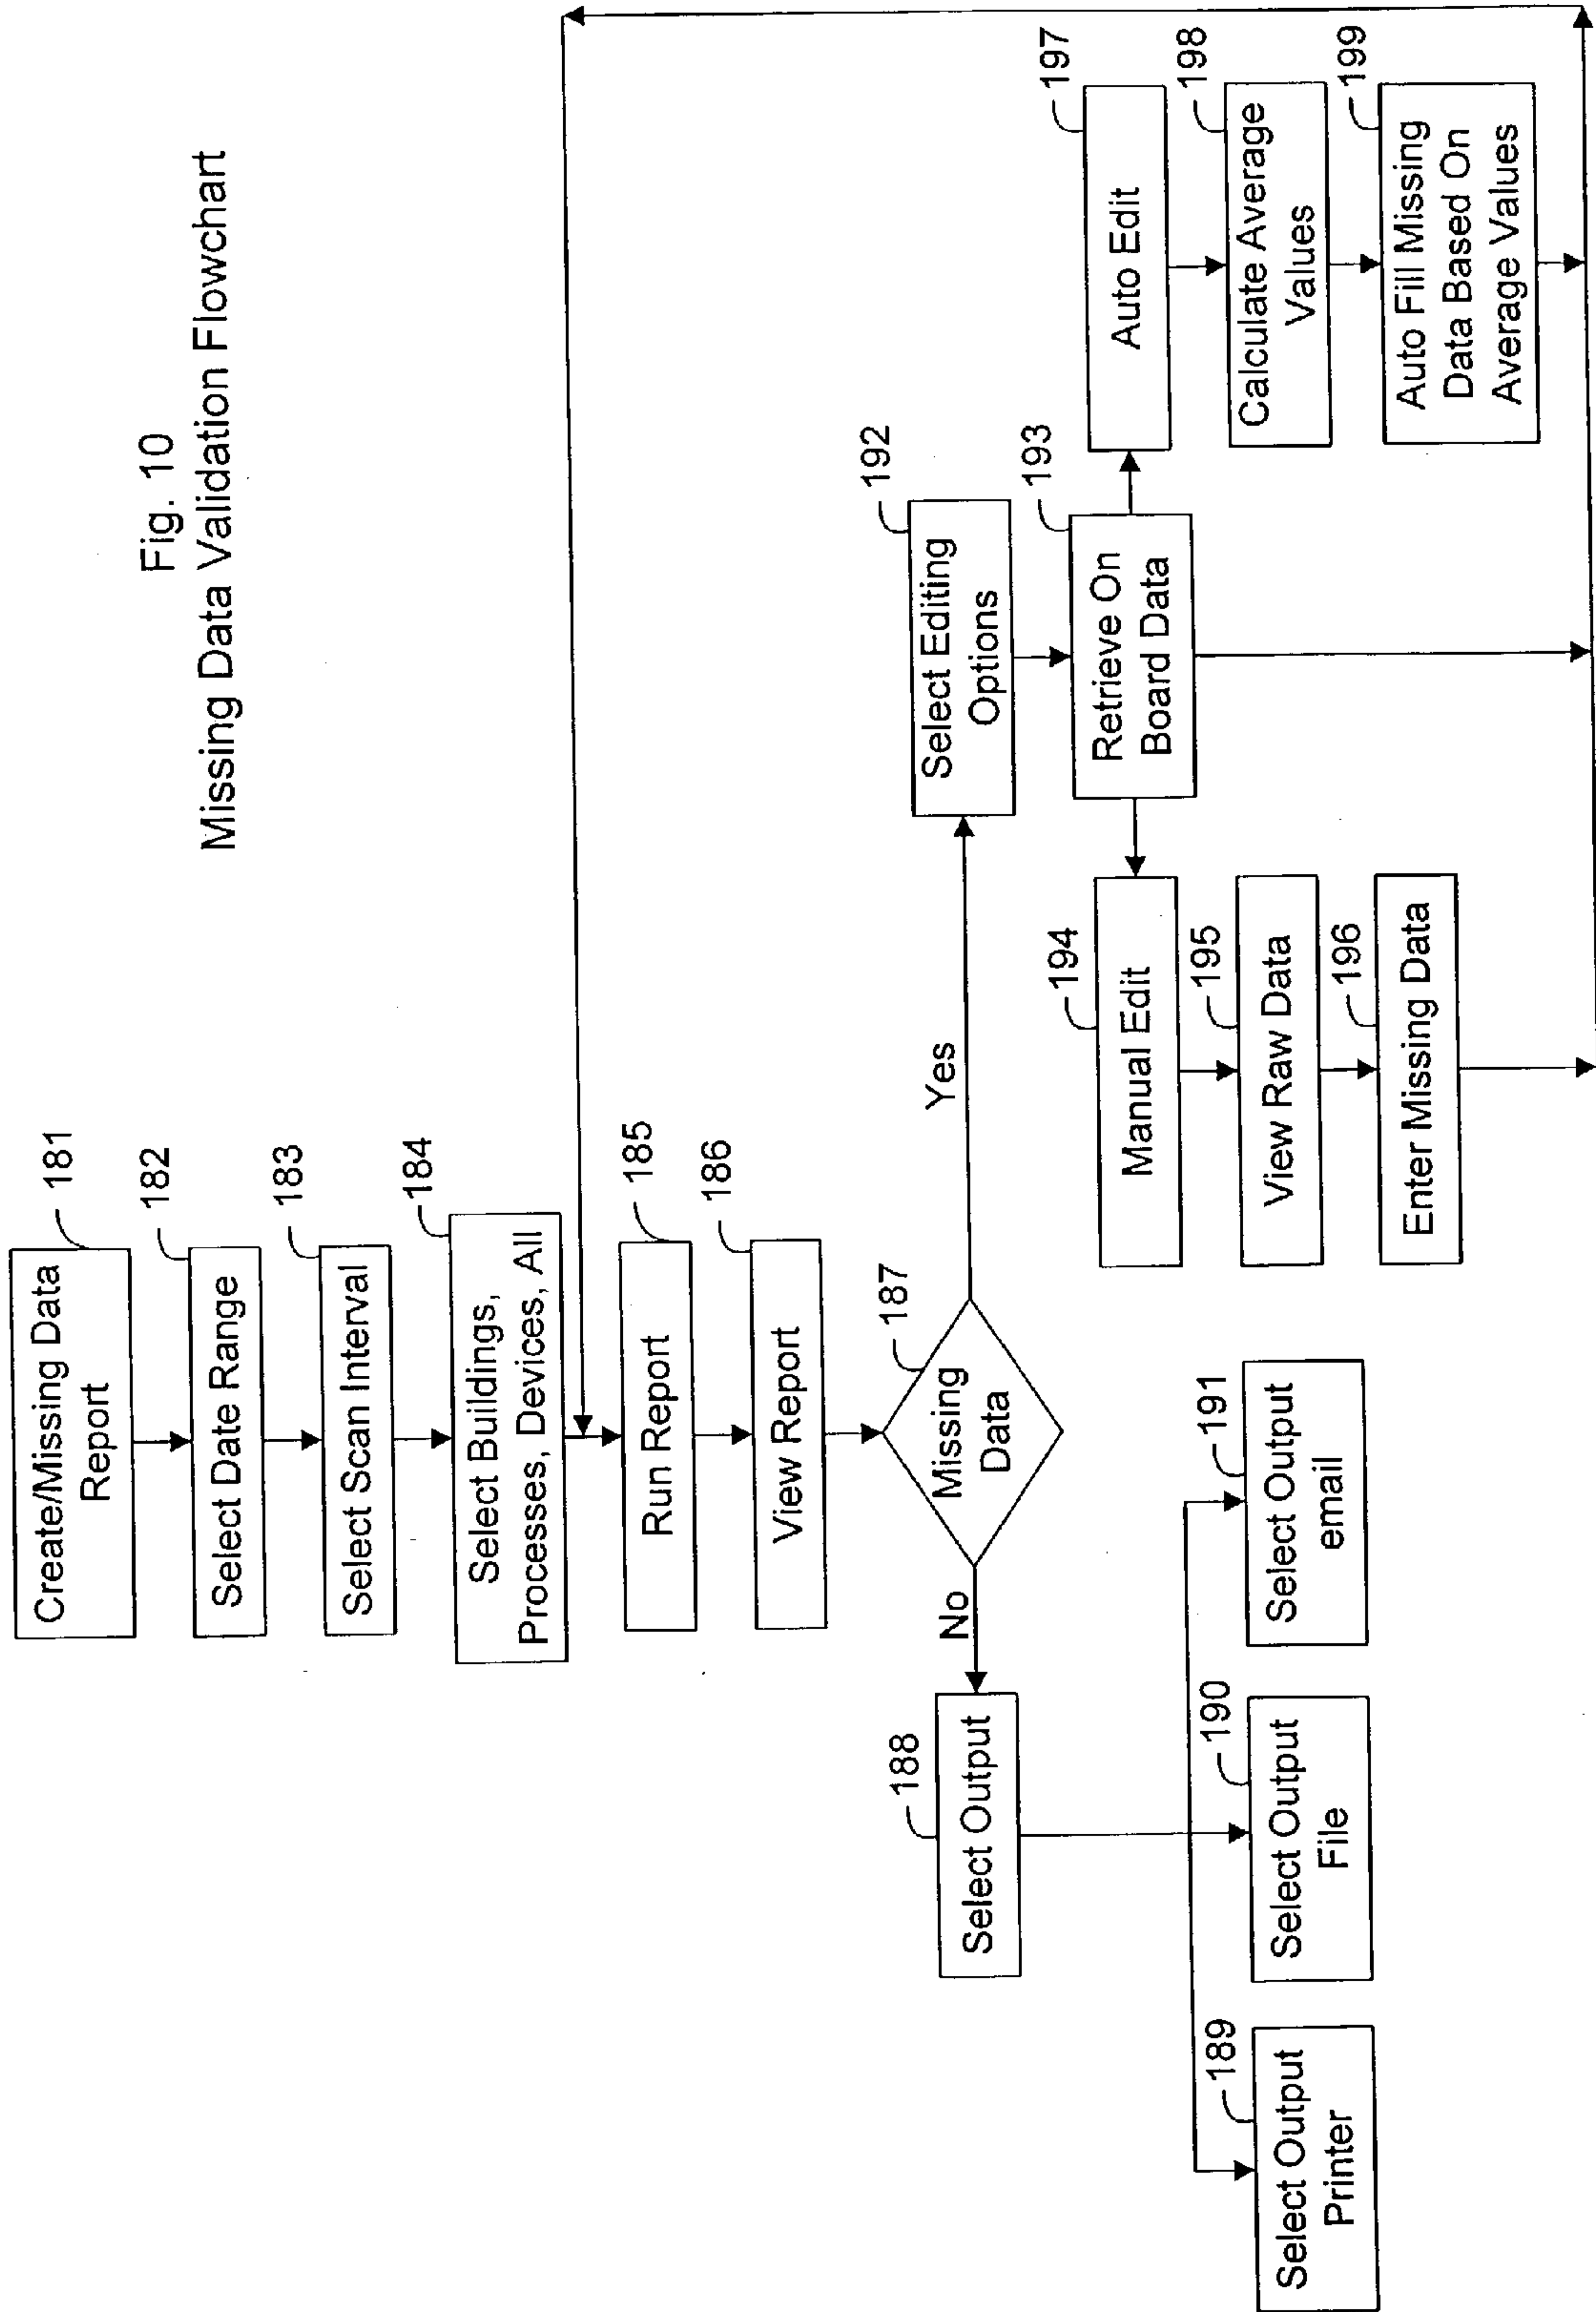 Fig. 10
Missing Data Validation Flowchart
Create/Missing Data
Report
181
Select Date Range
182
Select Scan Interval
183
Select Buildings,
Processes, Devices, All
184
Run Report
185
View Report
186
Missing
Data
187
No
Yes
Select Output
188
Select Output
Printer
189
Select Output
File
190
Select Output
email
191
Select Editing
Options
192
Retrieve On
Board Data
193
Manual Edit
194
View Raw Data
195
Enter Missing Data
196
Auto Edit
197
Calculate Average
Values
198
Auto Fill Missing
Data Based On
Average Values
199